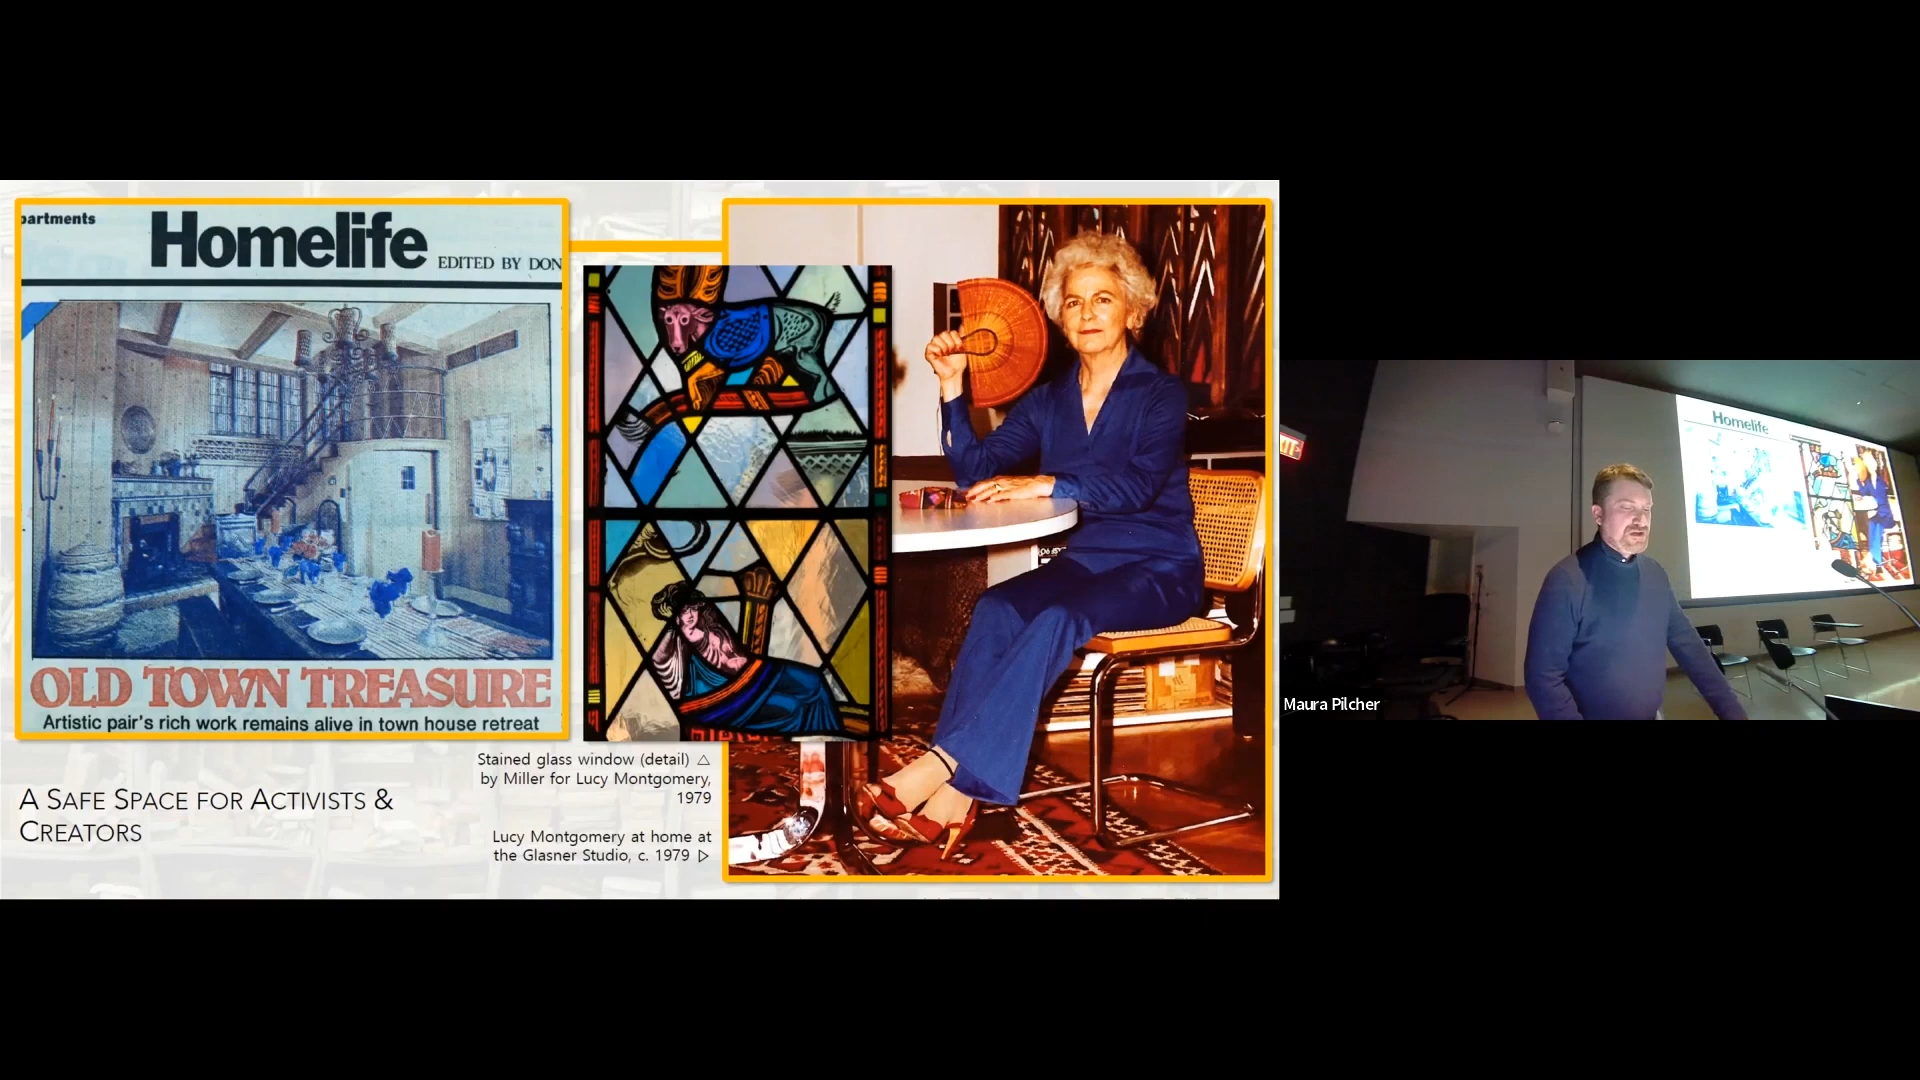 partments
Homelife
EDITED BY DON
OLD TOWN TREASURE
Artistic pair's rich work remains alive in town house retreat
Stained glass window (detail) △
by Miller for Lucy Montgomery,
1979
Lucy Montgomery at home at
the Glasner Studio, c. 1979 ▷
A SAFE SPACE FOR ACTIVISTS &
CREATORS
Homelife
Maura Pilcher